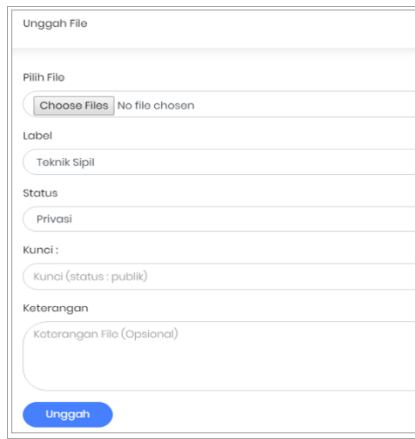 Unggah File
Pilih File
Choose Files No file chosen
Label
Teknik Sipil
Status
Privasi
Kunci :
Kunci (status : publik)
Keterangan
Keterangan File (Opsional)
Unggah